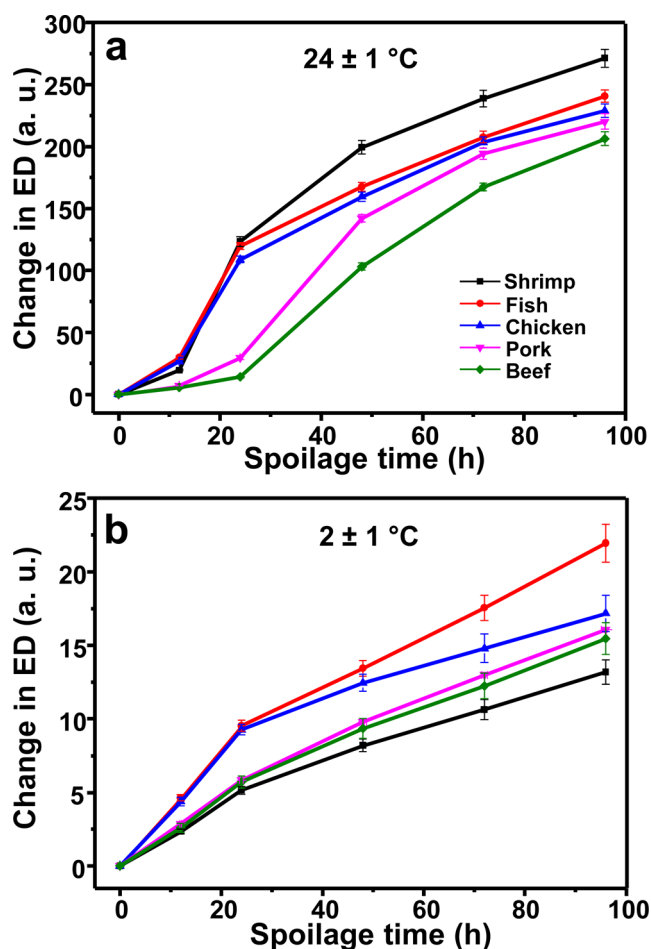 a
24 ± 1 °C
Change in ED (a. u.)
300
250
200
150
100
50
0
Shrimp
Fish
Chicken
Pork
Beef
0 20 40 60 80 100
Spoilage time (h)
b
2 ± 1 °C
Change in ED (a. u.)
25
20
15
10
5
0
0 20 40 60 80 100
Spoilage time (h)